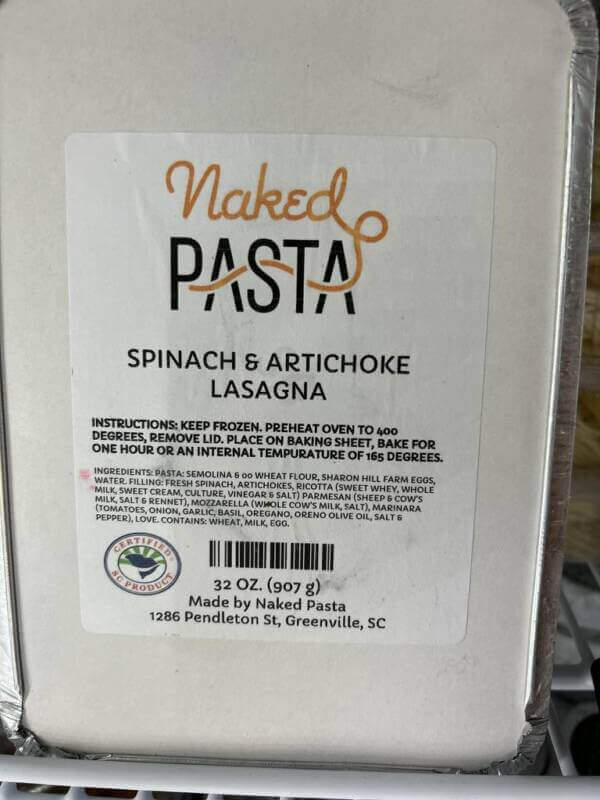 Naked
PASTA
SPINACH & ARTICHOKE
LASAGNA
INSTRUCTIONS: KEEP FROZEN. PREHEAT OVEN TO 400
DEGREES, REMOVE LID. PLACE ON BAKING SHEET, BAKE FOR
ONE HOUR OR AN INTERNAL TEMPURATURE OF 165 DEGREES.
INGREDIENTS: PASTA: SEMOLINA & 00 WHEAT FLOUR, SHARON HILL FARM EGGS,
WATER. FILLING: FRESH SPINACH, ARTICHOKES, RICOTTA (SWEET WHEY, WHOLE
MILK, SWEET CREAM, CULTURE, VINEGAR & SALT) PARMESAN (SHEEP & COW'S
MILK, SALT & RENNET), MOZZARELLA (WHOLE COW'S MILK, SALT), MARINARA
(TOMATOES, ONION, GARLIC, BASIL, OREGANO, ORENO OLIVE OIL, SALT &
PEPPER), LOVE. CONTAINS: WHEAT, MILK, EGG.
CERTIFIED
SC PRODUCT
32 OZ. (907 g)
Made by Naked Pasta
1286 Pendleton St, Greenville, SC